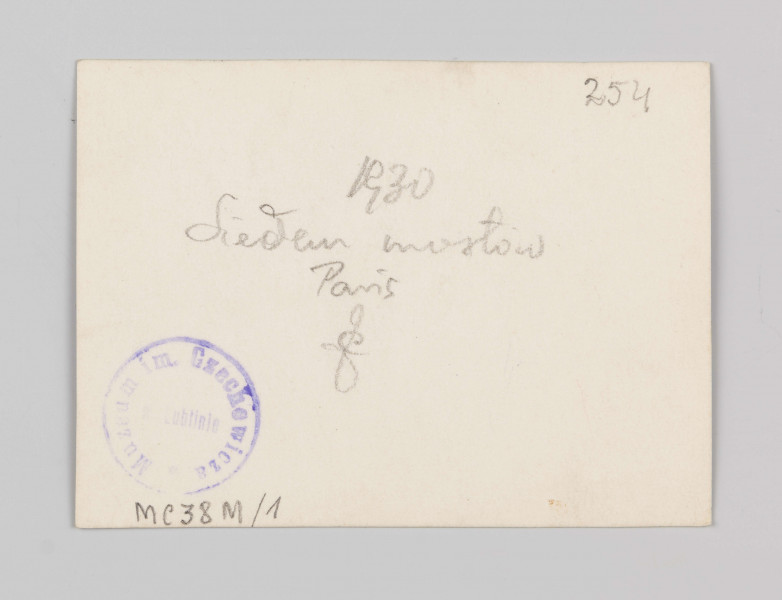 254
1930
Siedem mostów
Paris
Muzeum im. Czechowicza
Lublinie
MC38M/1